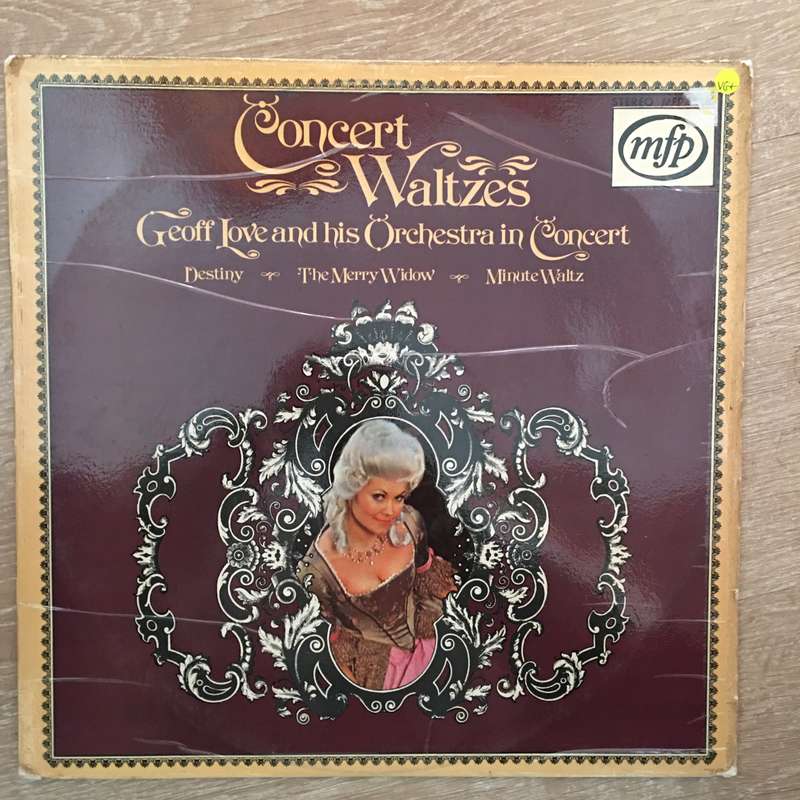 VG+
STEREO
mfp
Concert
Waltzes
Geoff Love and his Orchestra in Concert
Destiny The Merry Widow Minute Waltz